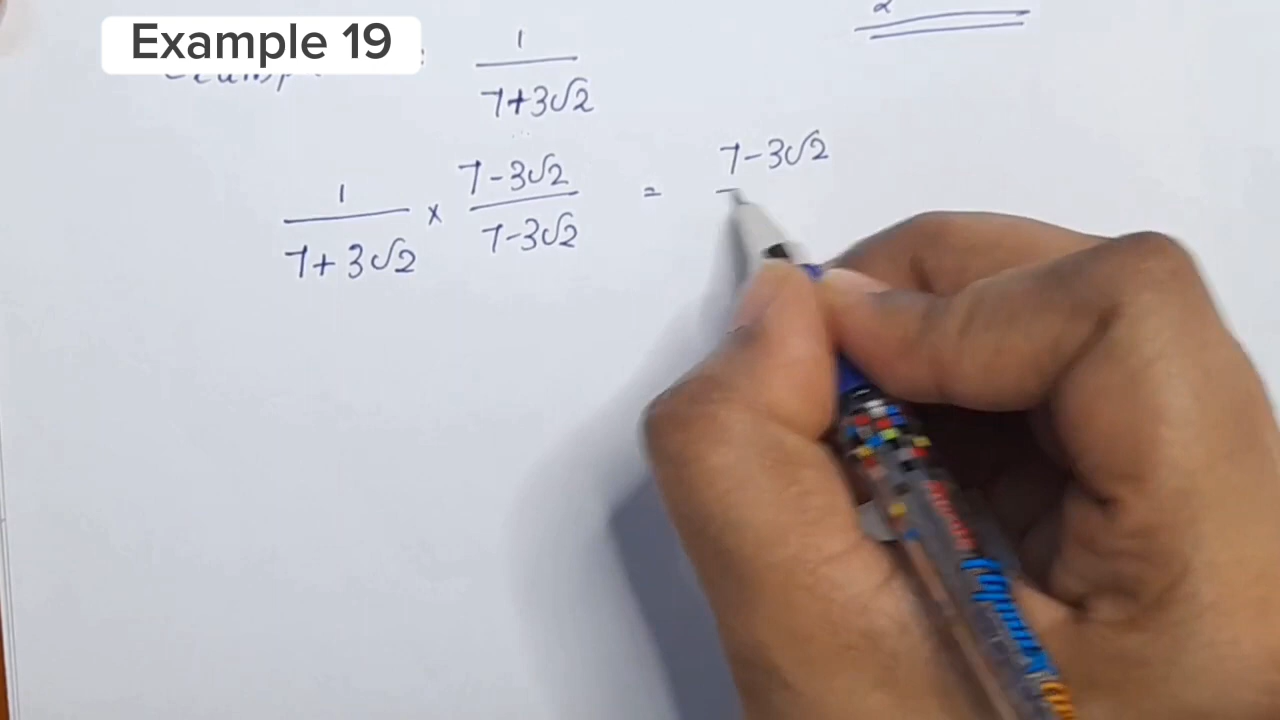 Example 19
1
7+3√2
1/(7+3√2) × (7-3√2)/(7-3√2) = 7-3√2